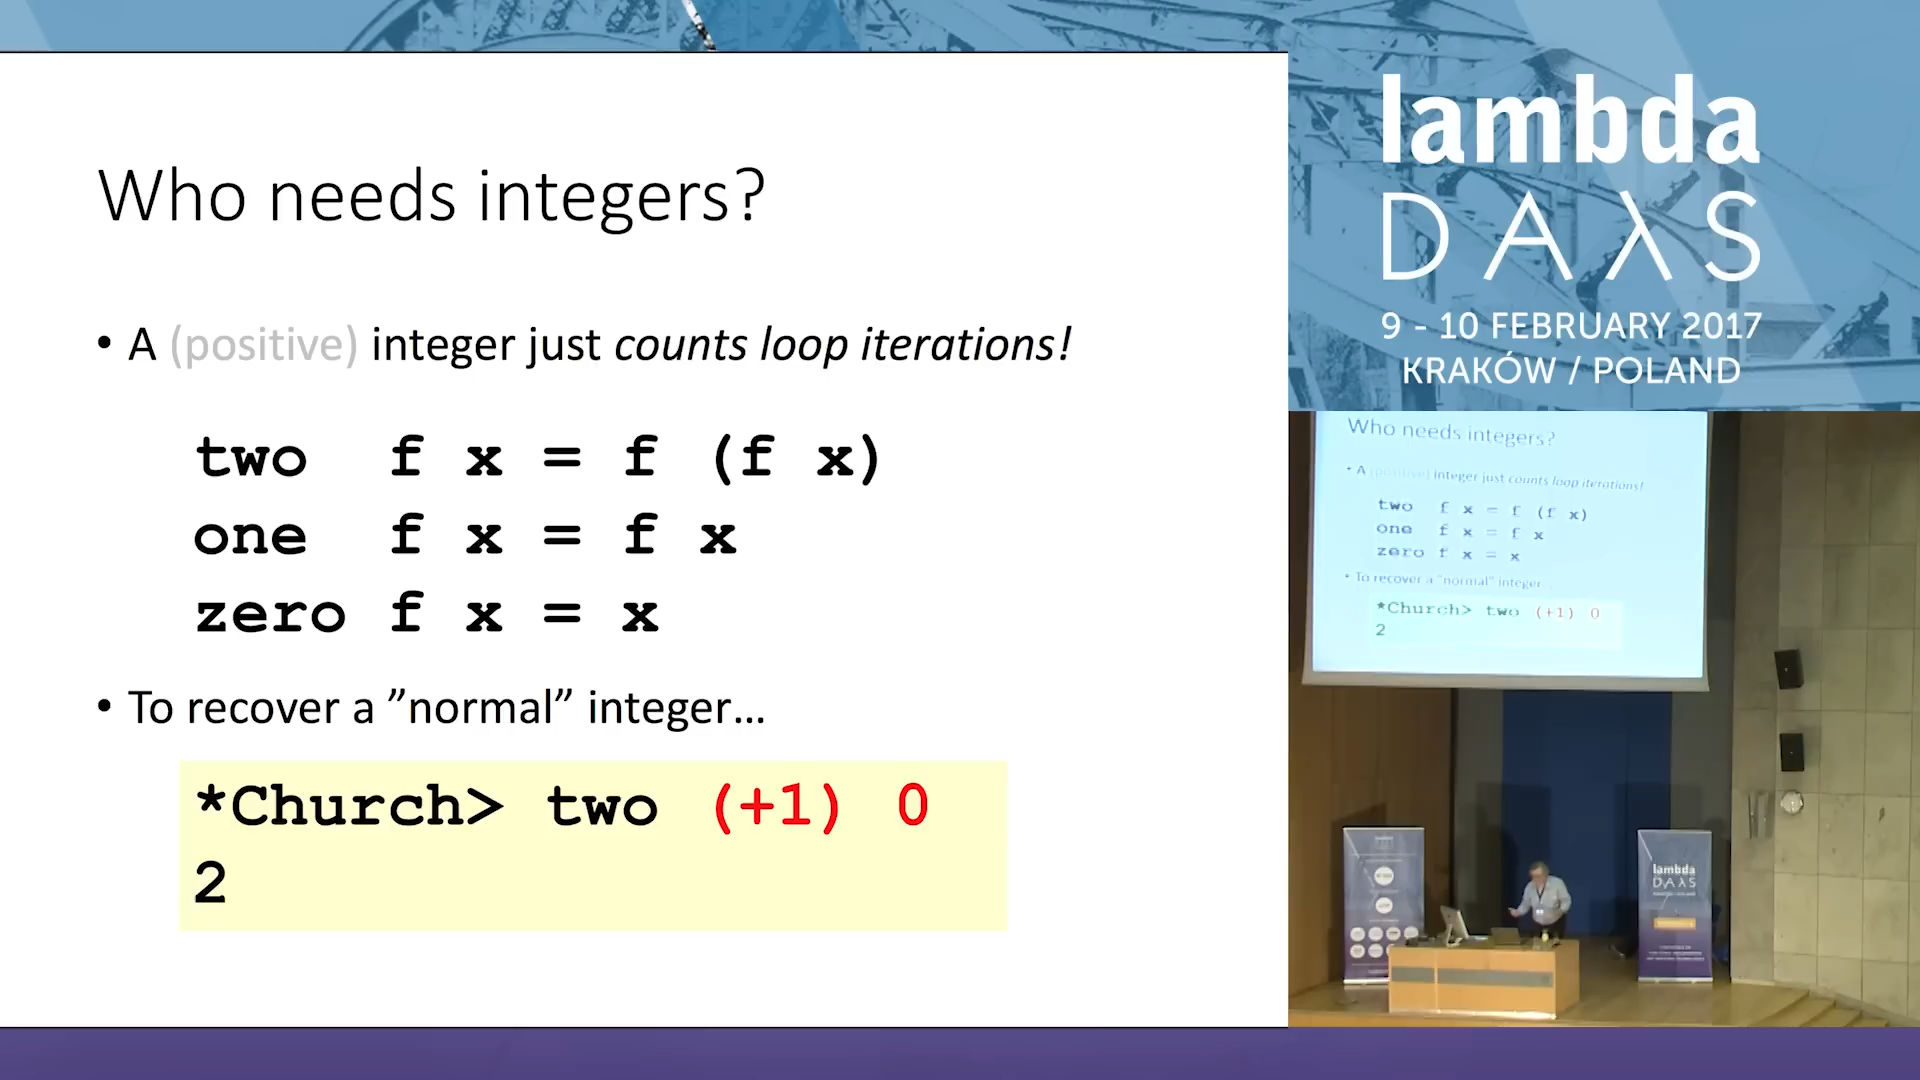 Who needs integers?
• A (positive) integer just counts loop iterations!
two f x = f (f x)
one f x = f x
zero f x = x
• To recover a ”normal” integer…
*Church> two (+1) 0
2
lambda
DAλS
9 - 10 FEBRUARY 2017
KRAKÓW / POLAND
Who needs integers?
• A (positive) integer just counts loop iterations!
two f x = f (f x)
one f x = f x
zero f x = x
• To recover a "normal" integer...
*Church> two (+1) 0
2
lambda
DAλS